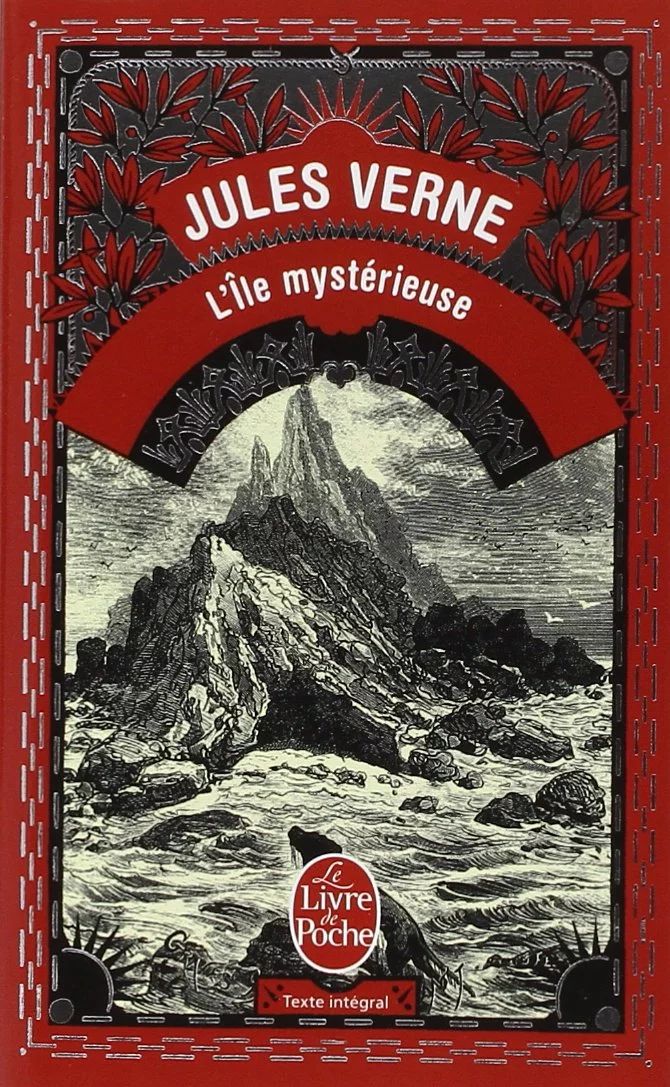 JULES VERNE
L'Île mystérieuse
Le
Livre
de
Poche
Texte intégral